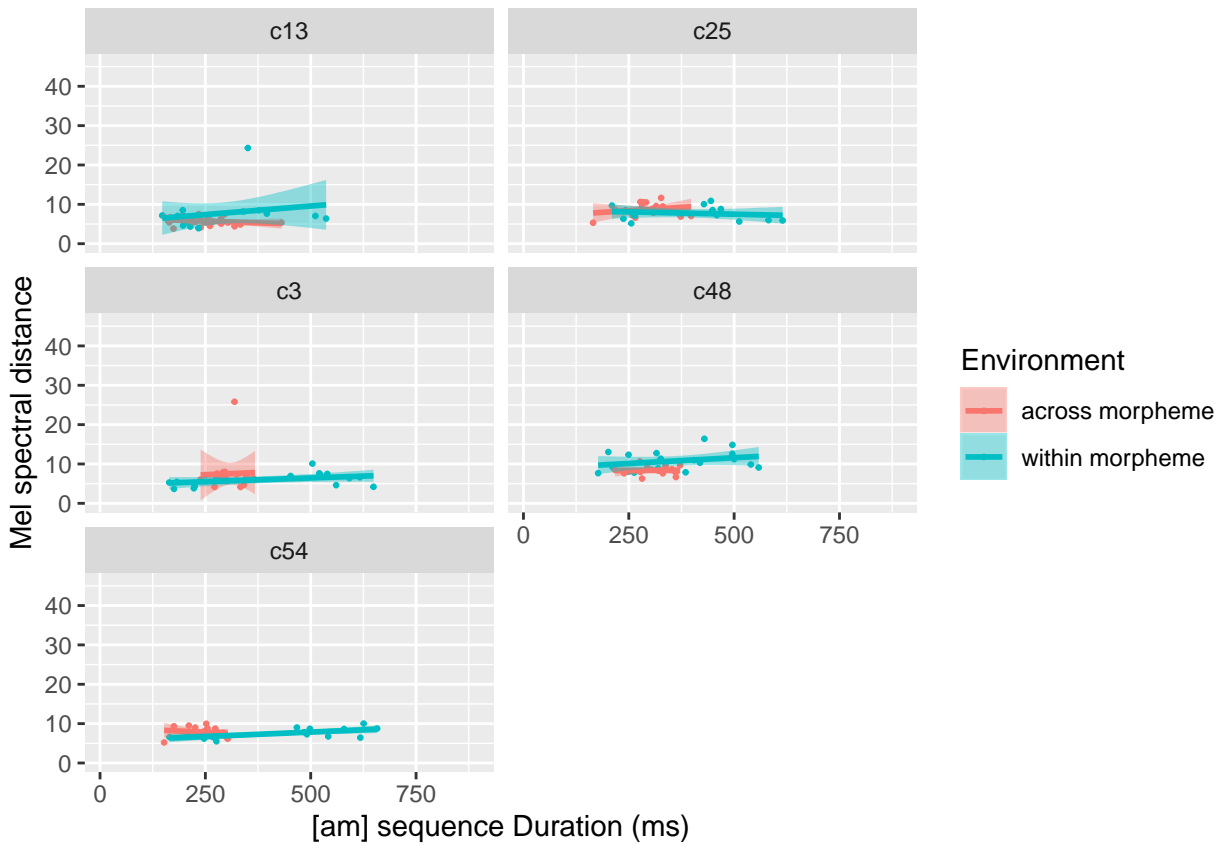 c13
c25
40
30
20
10
0
c3
c48
40
30
20
10
0
0
250
500
750
c54
40
30
20
10
0
0
250
500
750
[am] sequence Duration (ms)
Mel spectral distance
Environment
across morpheme
within morpheme